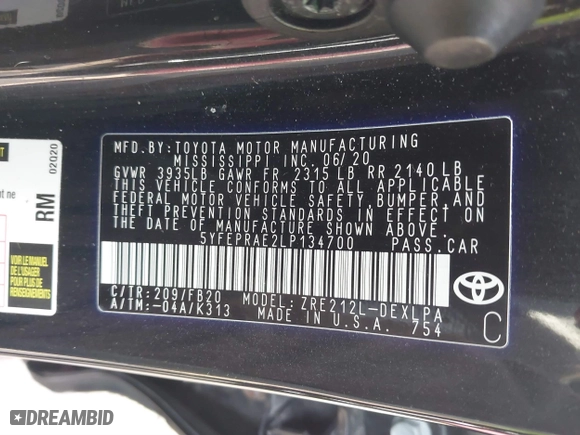 MFD.BY:TOYOTA MOTOR MANUFACTURING
MISSISSIPPI INC. 06/20
GVWR 3935LB GAWR FR 2315 LB RR 2140 LB
THIS VEHICLE CONFORMS TO ALL APPLICABLE
FEDERAL MOTOR VEHICLE SAFETY, BUMPER, AND
THEFT PREVENTION STANDARDS IN EFFECT ON
THE DATE OF MANUFACTURE SHOWN ABOVE.
5YFEPRAE2LP134700 PASS.CAR
C/TR:209/FB20 MODEL:ZRE212L-DEXLPA
A/TM:-04A/K313 MADE IN U.S.A. 754
C
02Q20
RM
nt ne
VOIR LE MANUEL
DE L'USAGER
POUR PLUS DE
RENSEIGNEMENTS
DREAMBID